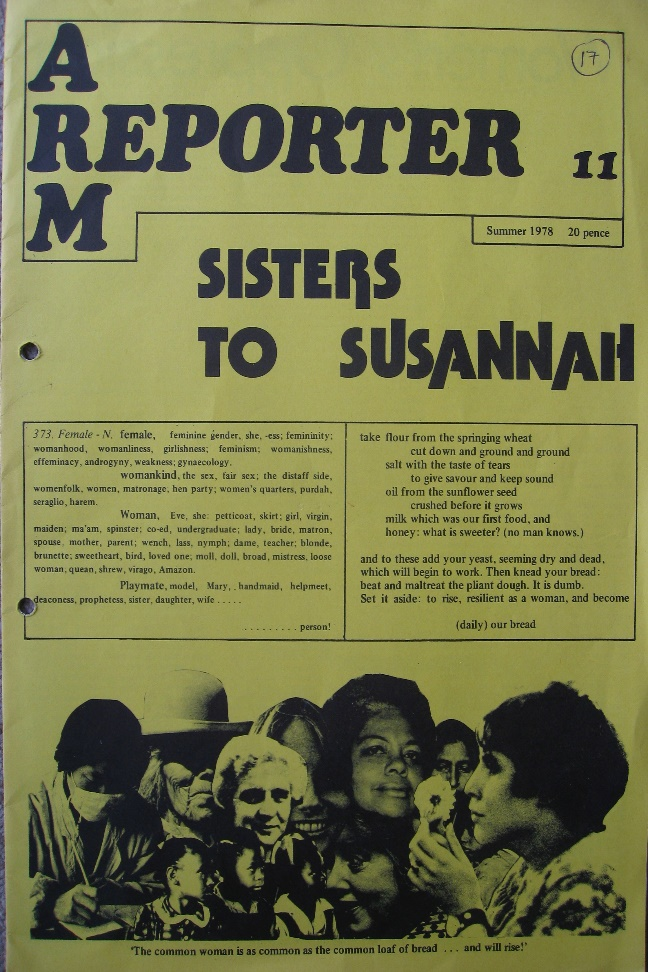 17
A
REPORTER 11
M
Summer 1978 20 pence
SISTERS
TO SUSANNAH
373. Female - N. female, feminine gender, she, -ess; femininity;
womanhood, womanliness, girlishness; feminism; womanishness,
effeminacy, androgyny, weakness; gynaecology.
womankind, the sex, fair sex; the distaff side,
womenfolk, women, matronage, hen party; women's quarters, purdah,
seraglio, harem.
Woman, Eve, she: petticoat, skirt; girl, virgin,
maiden; ma'am, spinster; co-ed, undergraduate; lady, bride, matron,
spouse, mother, parent; wench, lass, nymph; dame, teacher; blonde,
brunette; sweetheart, bird, loved one; moll, doll, broad, mistress, loose
woman, quean, shrew, virago, Amazon.
Playmate, model, Mary, . handmaid, helpmeet,
deaconess, prophetess, sister, daughter, wife . . . . .
. . . . . . . . . person!
take flour from the springing wheat
cut down and ground and ground
salt with the taste of tears
to give savour and keep sound
oil from the sunflower seed
crushed before it grows
milk which was our first food, and
honey: what is sweeter? (no man knows.)
and to these add your yeast, seeming dry and dead,
which will begin to work. Then knead your bread:
beat and maltreat the pliant dough. It is dumb.
Set it aside: to rise, resilient as a woman, and become
(daily) our bread
'The common woman is as common as the common loaf of bread . . . and will rise!'